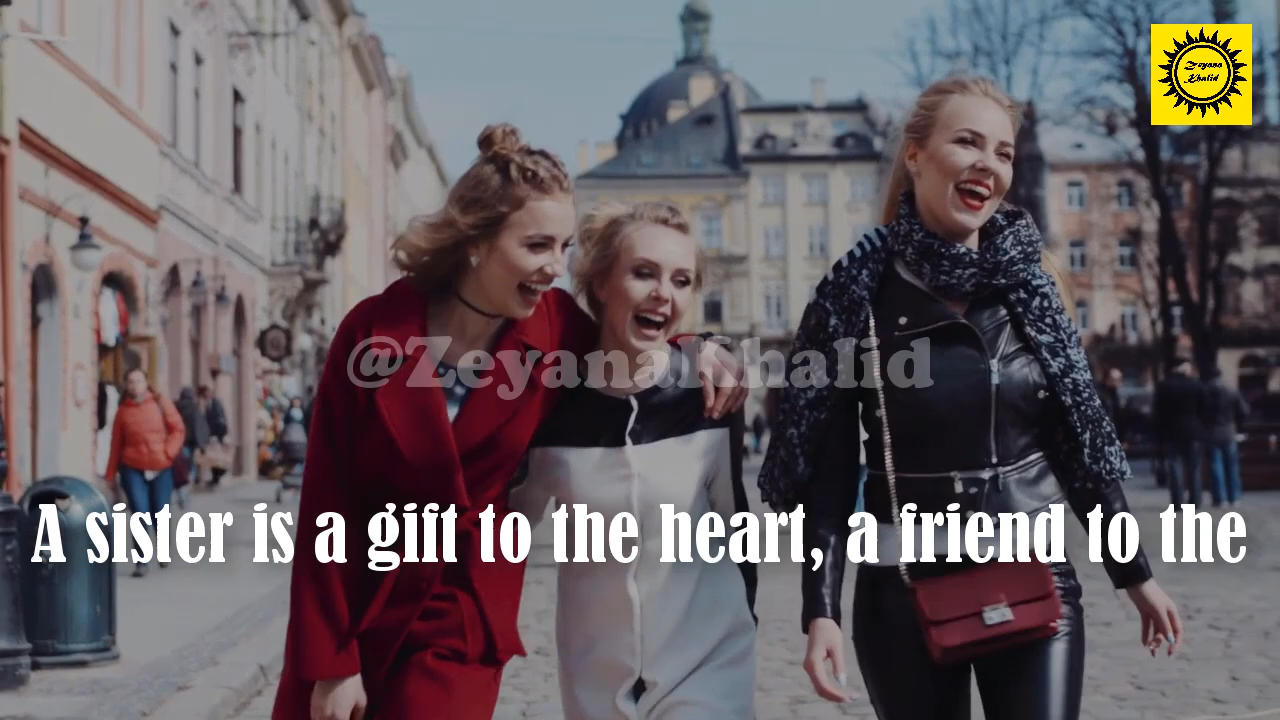 Zeyana
Khalid
@ZeyanaKhalid
A sister is a gift to the heart, a friend to the